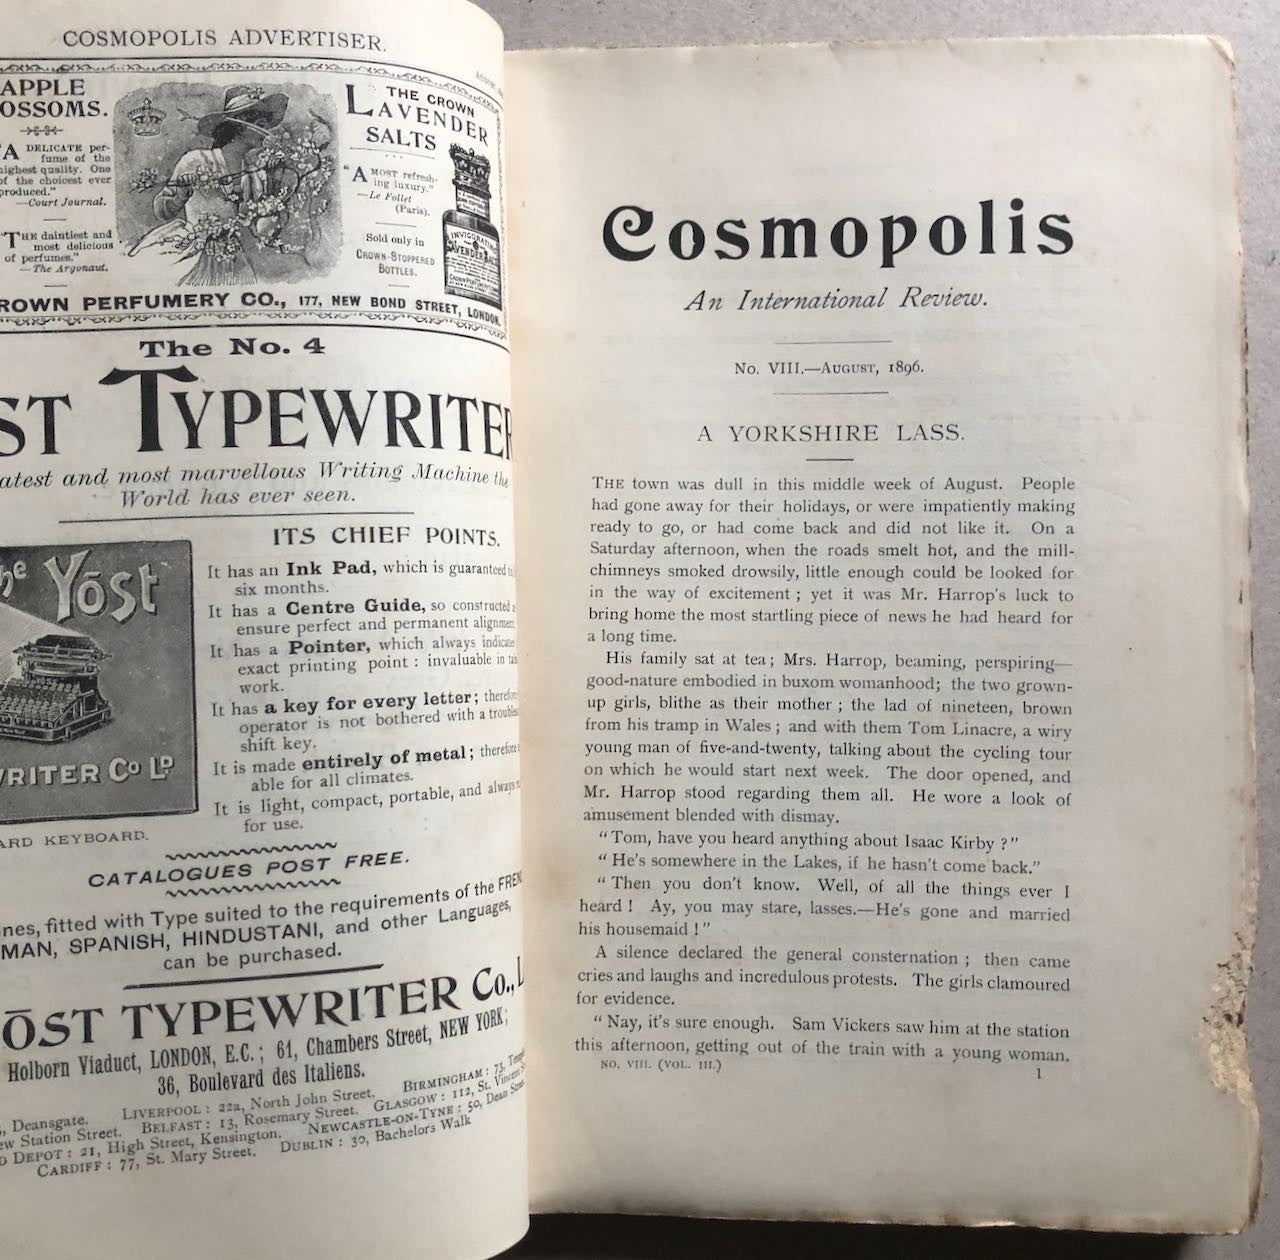 COSMOPOLIS ADVERTISER.
APPLE
OSSOMS.
"A DELICATE per-
fume of the
highest quality. One
of the choicest ever
produced."
—Court Journal.
"THE daintiest and
most delicious
of perfumes."
—The Argonaut.
THE CROWN
LAVENDER
SALTS
"A MOST refresh-
ing luxury."
—Le Follet
(Paris).
Sold only in
CROWN-STOPPERED
BOTTLES.
INVIGORATING
LAVENDER SALTS
ROWN PERFUMERY CO., 177, NEW BOND STREET, LONDON.
The No. 4
ST TYPEWRITER
atest and most marvellous Writing Machine the
World has ever seen.
he Yōst
WRITER Co LD
ARD KEYBOARD.
ITS CHIEF POINTS.
It has an Ink Pad, which is guaranteed
six months.
It has a Centre Guide, so constructed
ensure perfect and permanent alignment
It has a Pointer, which always indicates
exact printing point: invaluable in
work.
It has a key for every letter; therefore
operator is not bothered with a
shift key.
It is made entirely of metal; therefore
able for all climates.
It is light, compact, portable, and always
for use.
CATALOGUES POST FREE.
ines, fitted with Type suited to the requirements of the FREN
MAN, SPANISH, HINDUSTANI, and other Languages,
can be purchased.
ŌST TYPEWRITER Co., L
Holborn Viaduct, LONDON, E.C.; 61, Chambers Street, NEW YORK;
36, Boulevard des Italiens.
Deansgate. LIVERPOOL: 22a, North John Street. BIRMINGHAM: 73,
ew Station Street. BELFAST: 13, Rosemary Street. GLASGOW: 112, St. Vincent
D DEPOT: 21, High Street, Kensington. NEWCASTLE-ON-TYNE: 50, Dean Street
CARDIFF: 77, St. Mary Street. DUBLIN: 30, Bachelors Walk
Cosmopolis
An International Review.
No. VIII.—AUGUST, 1896.
A YORKSHIRE LASS.
THE town was dull in this middle week of August. People
had gone away for their holidays, or were impatiently making
ready to go, or had come back and did not like it. On a
Saturday afternoon, when the roads smelt hot, and the mill-
chimneys smoked drowsily, little enough could be looked for
in the way of excitement; yet it was Mr. Harrop's luck to
bring home the most startling piece of news he had heard for
a long time.
His family sat at tea; Mrs. Harrop, beaming, perspiring—
good-nature embodied in buxom womanhood; the two grown-
up girls, blithe as their mother; the lad of nineteen, brown
from his tramp in Wales; and with them Tom Linacre, a wiry
young man of five-and-twenty, talking about the cycling tour
on which he would start next week. The door opened, and
Mr. Harrop stood regarding them all. He wore a look of
amusement blended with dismay.
"Tom, have you heard anything about Isaac Kirby?"
"He's somewhere in the Lakes, if he hasn't come back."
"Then you don't know. Well, of all the things ever I
heard! Ay, you may stare, lasses.—He's gone and married
his housemaid!"
A silence declared the general consternation; then came
cries and laughs and incredulous protests. The girls clamoured
for evidence.
"Nay, it's sure enough. Sam Vickers saw him at the station
this afternoon, getting out of the train with a young woman.
NO. VIII. (VOL. III.)
1